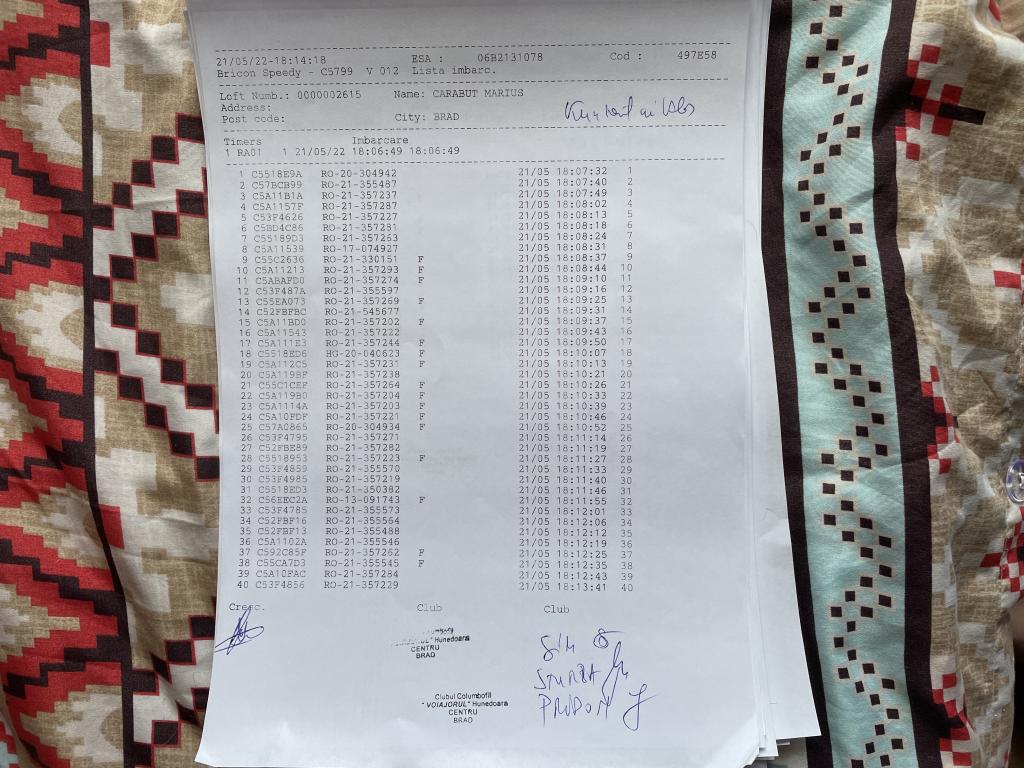 21/05/22-18:14:18 ESA : 06B2131078 Cod : 497E58
Bricon Speedy - C5799 V 012 Lista imbarc.
Loft Numb.: 0000002615 Name: CARABUT MARIUS
Address:
Post code: City: BRAD
Timers Imbarcare
1 RA01 1 21/05/22 18:06:49 18:06:49
1 C5518E9A RO-20-304942 21/05 18:07:32 1
2 C57BCB99 RO-21-355487 21/05 18:07:40 2
3 C5A11B1A RO-21-357237 21/05 18:07:49 3
4 C5A1157F RO-21-357287 21/05 18:08:02 4
5 C53F4626 RO-21-357227 21/05 18:08:13 5
6 C5BD4C86 RO-21-357281 21/05 18:08:18 6
7 C55189D3 RO-21-357263 21/05 18:08:24 7
8 C5A11539 RO-17-074927 21/05 18:08:31 8
9 C55C2636 RO-21-330151 F 21/05 18:08:37 9
10 C5A11213 RO-21-357293 F 21/05 18:08:44 10
11 C5ABAFD0 RO-21-357274 F 21/05 18:09:10 11
12 C53F487A RO-21-355597 21/05 18:09:16 12
13 C55EA073 RO-21-357269 F 21/05 18:09:25 13
14 C52FBFBC RO-21-545677 21/05 18:09:31 14
15 C5A11BD0 RO-21-357202 F 21/05 18:09:37 15
16 C5A11543 RO-21-357222 21/05 18:09:43 16
17 C5A111E3 RO-21-357244 F 21/05 18:09:50 17
18 C5518ED6 HG-20-040623 F 21/05 18:10:07 18
19 C5A112C5 RO-21-357231 F 21/05 18:10:13 19
20 C5A119BF RO-21-357238 21/05 18:10:21 20
21 C55C1CEF RO-21-357264 F 21/05 18:10:26 21
22 C5A119B0 RO-21-357204 F 21/05 18:10:33 22
23 C5A1114A RO-21-357203 F 21/05 18:10:39 23
24 C5A10FDF RO-21-357221 F 21/05 18:10:46 24
25 C57A0865 RO-20-304934 F 21/05 18:10:52 25
26 C53F4795 RO-21-357271 21/05 18:11:14 26
27 C52FBE89 RO-21-357282 21/05 18:11:19 27
28 C5518953 RO-21-357223 F 21/05 18:11:27 28
29 C53F4859 RO-21-355570 21/05 18:11:33 29
30 C53F4985 RO-21-357219 21/05 18:11:40 30
31 C5518ED3 RO-21-350382 21/05 18:11:46 31
32 C56EEC2A RO-13-091743 F 21/05 18:11:55 32
33 C53F4785 RO-21-355573 21/05 18:12:01 33
34 C52FBF16 RO-21-355564 21/05 18:12:06 34
35 C52FBF13 RO-21-355488 21/05 18:12:12 35
36 C5A1102A RO-21-355546 21/05 18:12:19 36
37 C592C85F RO-21-357262 F 21/05 18:12:25 37
38 C55CA7D3 RO-21-355545 F 21/05 18:12:35 38
39 C5A10FAC RO-21-357284 21/05 18:12:43 39
40 C53F4856 RO-21-357229 21/05 18:13:41 40
Cresc. Club Club
Hunedoara
CENTRU
BRAD
Clubul Columbofil
"VOIAJORUL" Hunedoara
CENTRU
BRAD